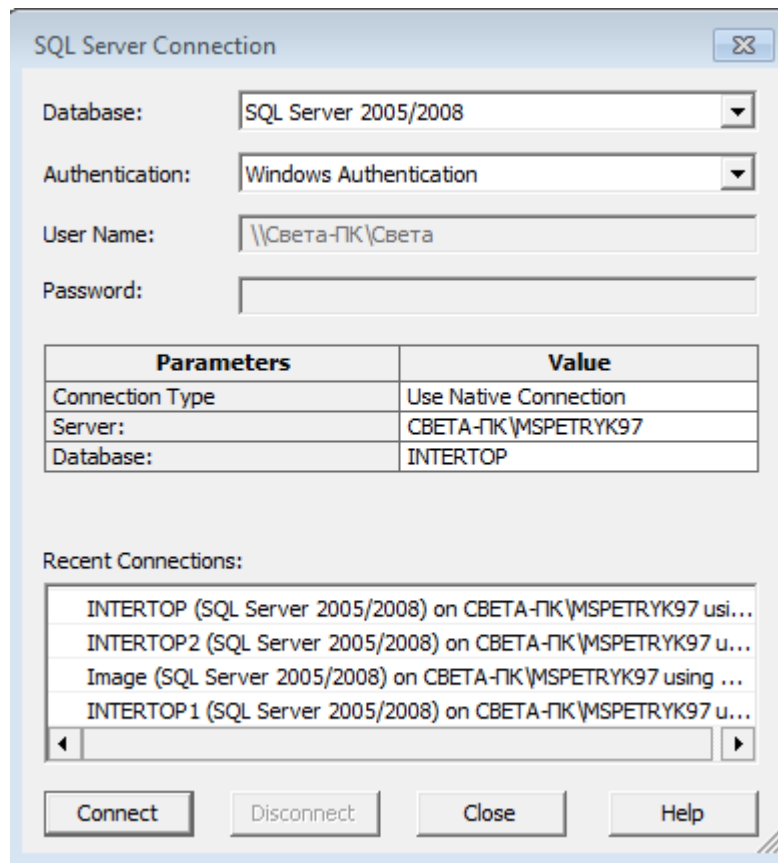 SQL Server Connection
Database: SQL Server 2005/2008
Authentication: Windows Authentication
User Name: \\Света-ПК\Света
Password:
Parameters Value
Connection Type Use Native Connection
Server: СВЕТА-ПК\MSPETRYK97
Database: INTERTOP
Recent Connections:
INTERTOP (SQL Server 2005/2008) on СВЕТА-ПК\MSPETRYK97 usi...
INTERTOP2 (SQL Server 2005/2008) on СВЕТА-ПК\MSPETRYK97 u...
Image (SQL Server 2005/2008) on СВЕТА-ПК\MSPETRYK97 using ...
INTERTOP1 (SQL Server 2005/2008) on СВЕТА-ПК\MSPETRYK97 u...
Connect Disconnect Close Help